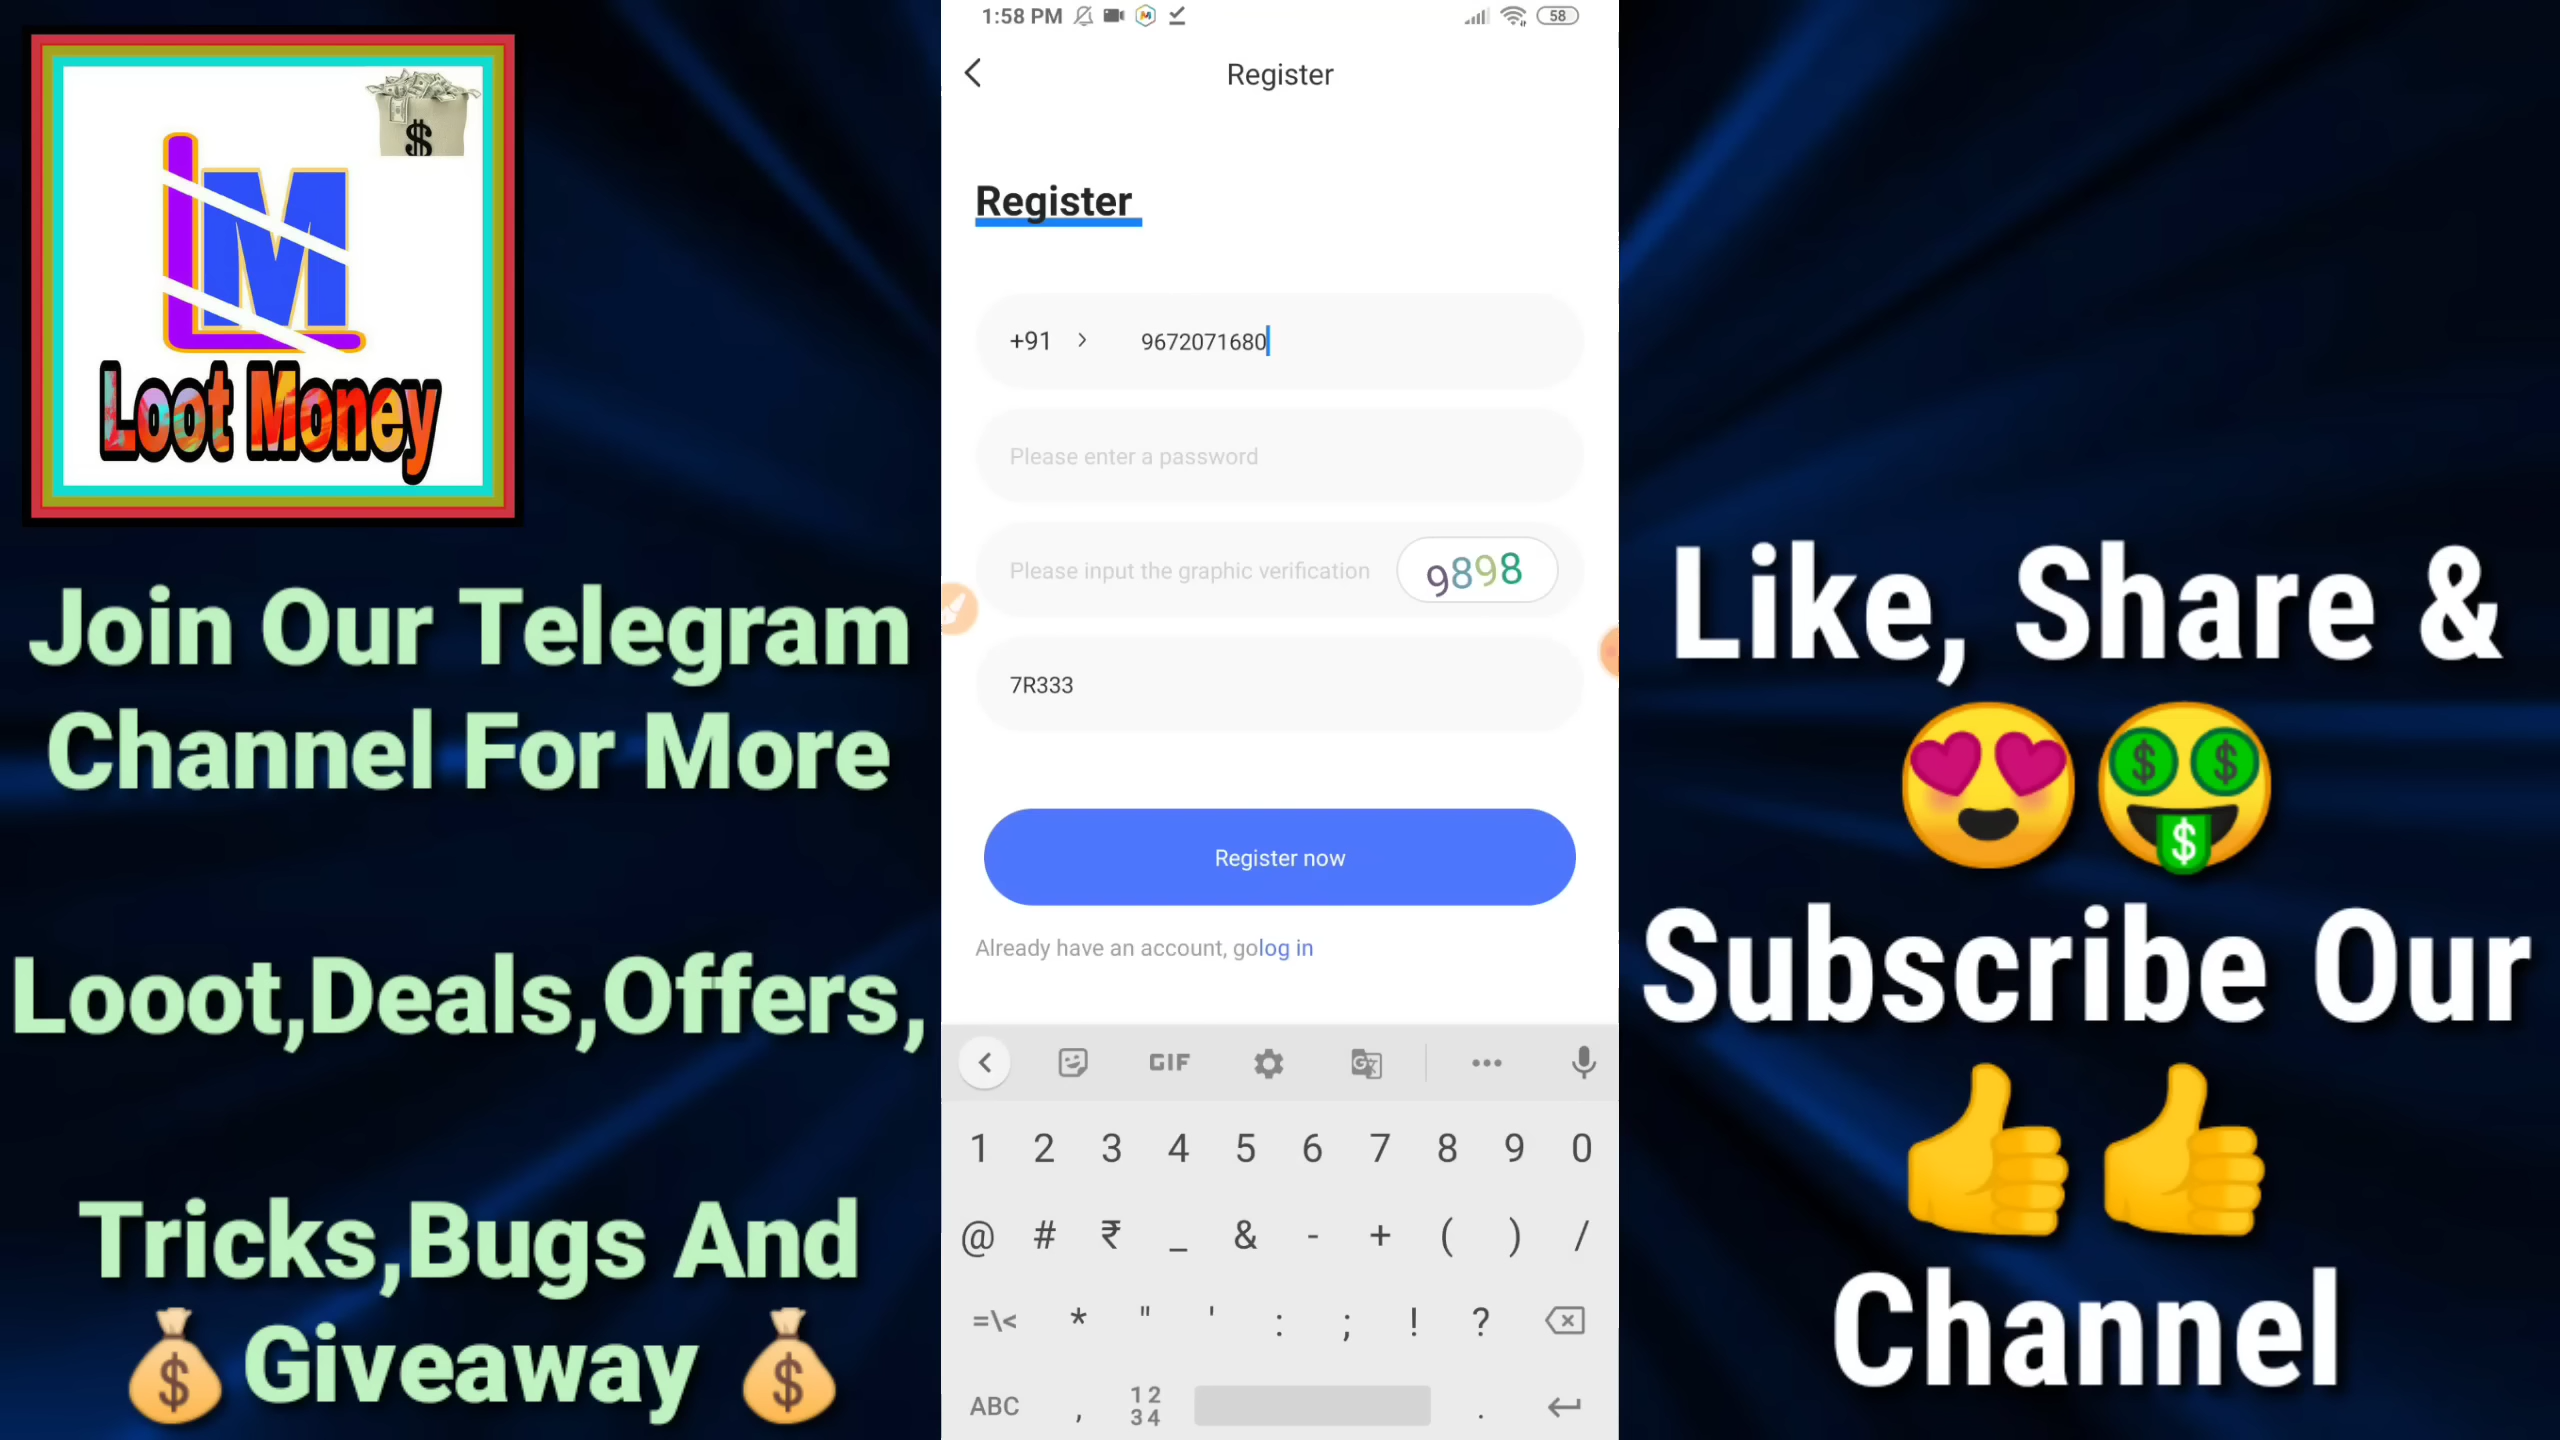 Loot Money
Join Our Telegram
Channel For More
Looot,Deals,Offers,
Tricks,Bugs And
Giveaway
1:58 PM
58
Register
Register
+91 > 9672071680
Please enter a password
Please input the graphic verification 9898
7R333
Register now
Already have an account, golog in
GIF
1 2 3 4 5 6 7 8 9 0
@ # ₹ _ & - + ( ) /
=\< * " ' : ; ! ?
ABC , 12 34 .
Like, Share &
Subscribe Our
Channel